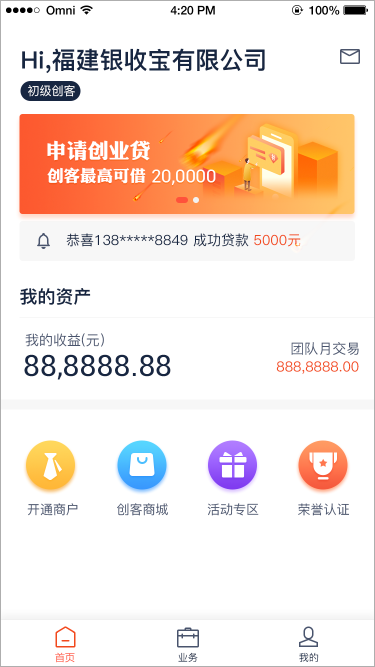 Omni 4:20 PM 100%
Hi,福建银收宝有限公司
初级创客
申请创业贷
创客最高可借 20,0000
恭喜138*****8849 成功贷款 5000元
我的资产
我的收益(元)
88,8888.88
团队月交易
888,8888.00
开通商户 创客商城 活动专区 荣誉认证
首页 业务 我的